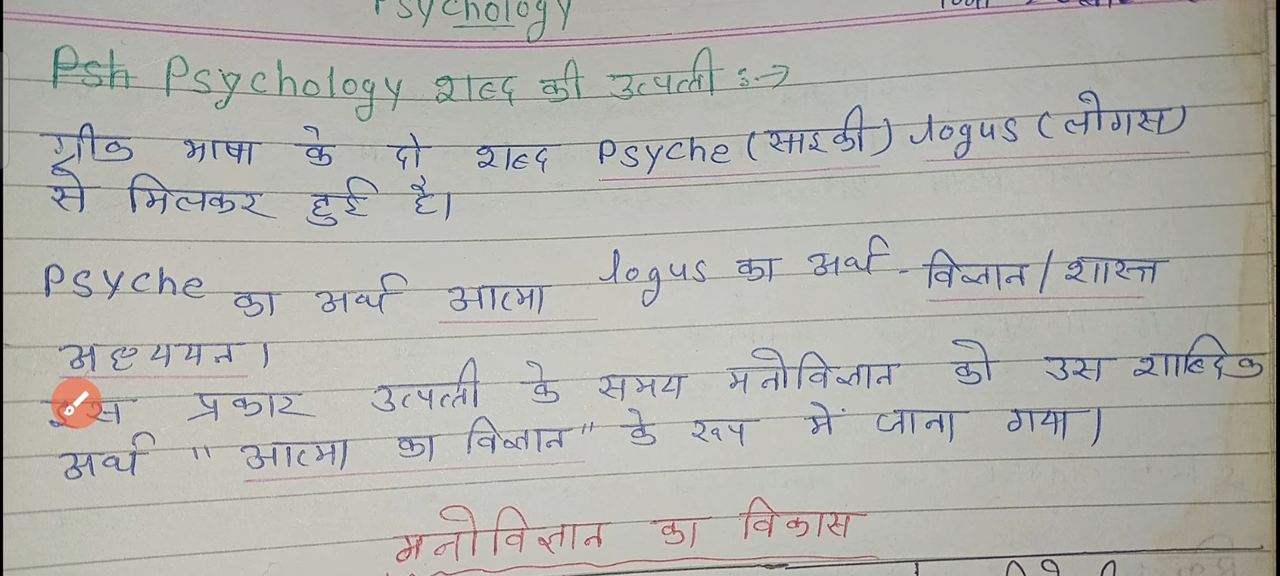 Psychology
Psh Psychology शब्द की उत्पत्ती :→
ग्रीक भाषा के दो शब्द Psyche (साइकी) logus (लोगस)
से मिलकर हुई है।
Psyche का अर्थ आत्मा logus का अर्थ - विज्ञान / शास्त्र
अध्ययन।
इस प्रकार उत्पत्ती के समय मनोविज्ञान को उस शाब्दिक
अर्थ "आत्मा का विज्ञान" के रूप में जाना गया।
मनोविज्ञान का विकास